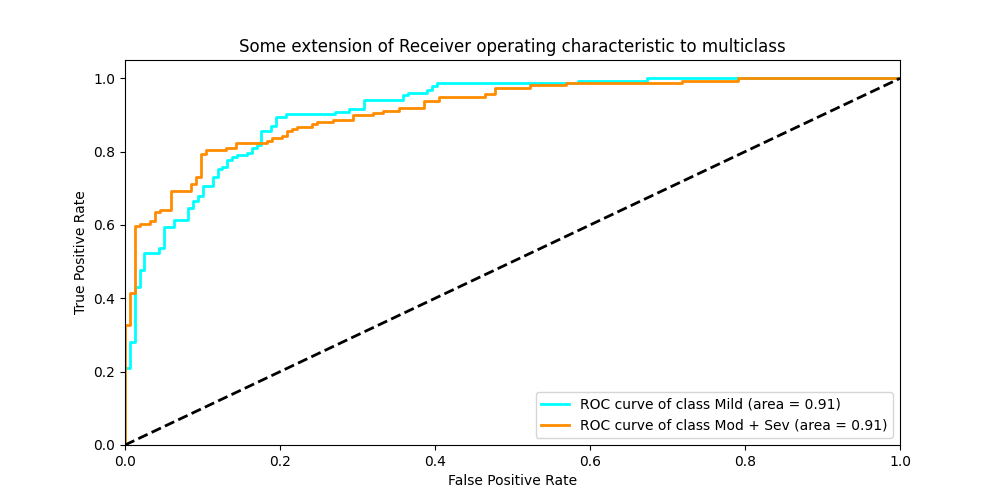 Some extension of Receiver operating characteristic to multiclass
True Positive Rate
1.0
0.8
0.6
0.4
0.2
0.0
0.0 0.2 0.4 0.6 0.8 1.0
False Positive Rate
ROC curve of class Mild (area = 0.91)
ROC curve of class Mod + Sev (area = 0.91)